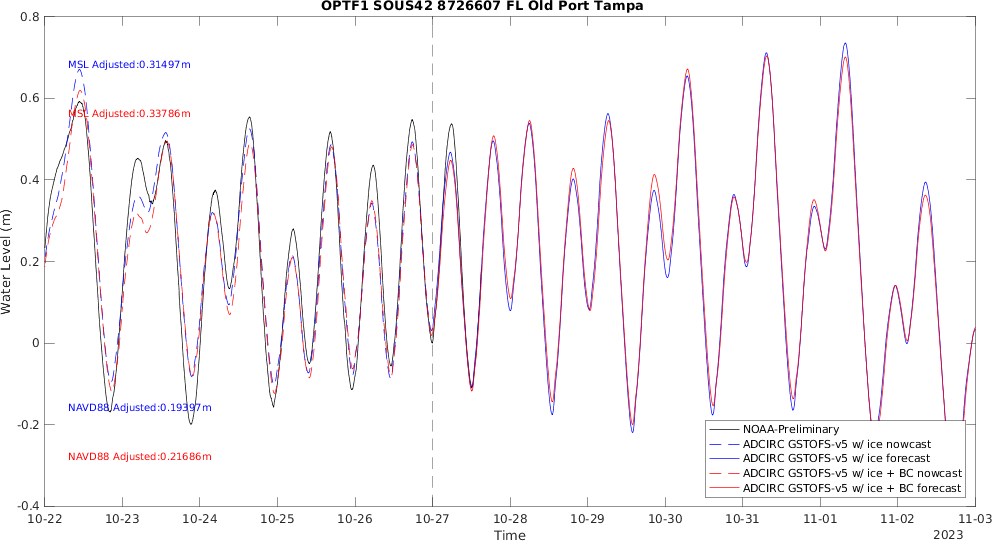 OPTF1 SOUS42 8726607 FL Old Port Tampa
Water Level (m)
0.8
0.6
0.4
0.2
0
-0.2
-0.4
MSL Adjusted:0.31497m
MSL Adjusted:0.33786m
NAVD88 Adjusted:0.19397m
NAVD88 Adjusted:0.21686m
NOAA-Preliminary
ADCIRC GSTOFS-v5 w/ ice nowcast
ADCIRC GSTOFS-v5 w/ ice forecast
ADCIRC GSTOFS-v5 w/ ice + BC nowcast
ADCIRC GSTOFS-v5 w/ ice + BC forecast
10-22 10-23 10-24 10-25 10-26 10-27 10-28 10-29 10-30 10-31 11-01 11-02 11-03
Time
2023